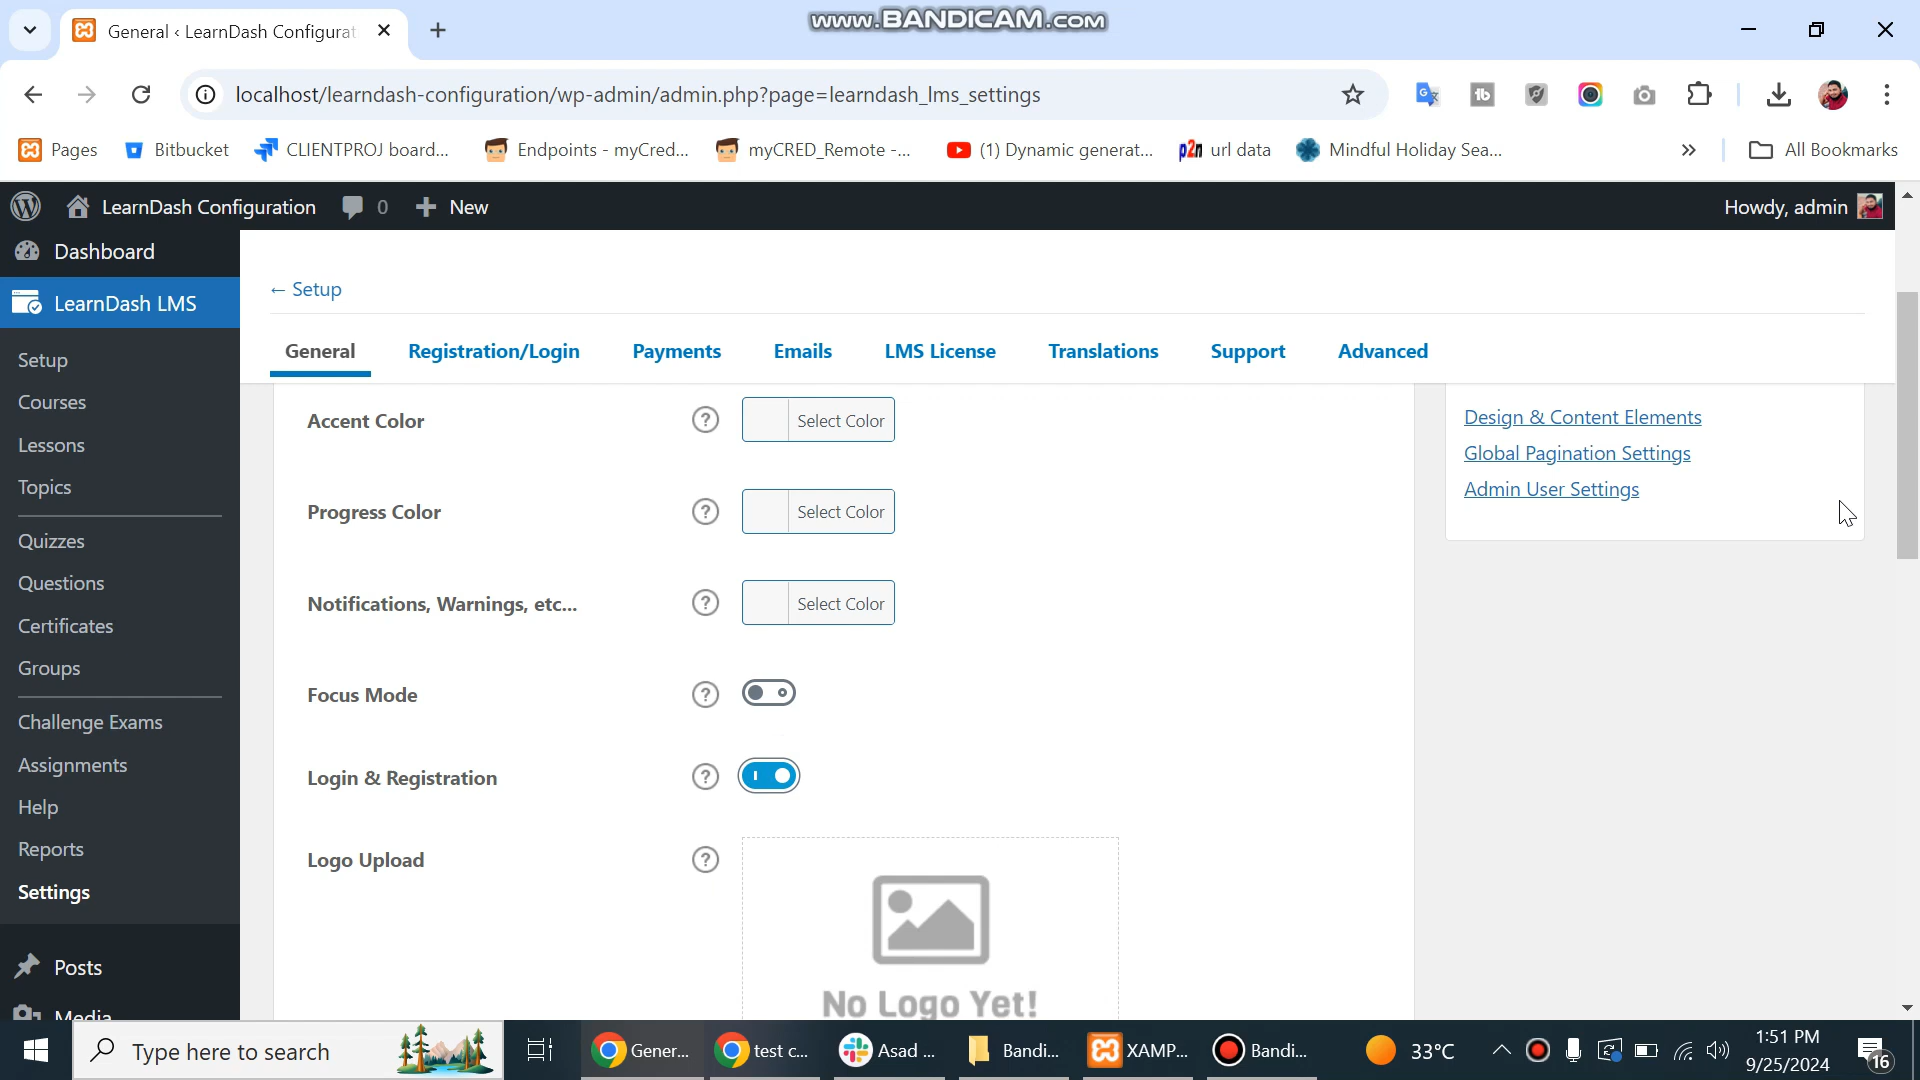 www.BANDICAM.com
General ‹ LearnDash Configurat
localhost/learndash-configuration/wp-admin/admin.php?page=learndash_lms_settings
Pages
Bitbucket
CLIENTPROJ board...
Endpoints - myCred...
myCRED_Remote -...
(1) Dynamic generat...
p2n url data
Mindful Holiday Sea...
»
All Bookmarks
LearnDash Configuration
0
+ New
Howdy, admin
Dashboard
LearnDash LMS
Setup
Courses
Lessons
Topics
Quizzes
Questions
Certificates
Groups
Challenge Exams
Assignments
Help
Reports
Settings
Posts
Media
← Setup
General
Registration/Login
Payments
Emails
LMS License
Translations
Support
Advanced
Accent Color
? Select Color
Progress Color
? Select Color
Notifications, Warnings, etc...
? Select Color
Focus Mode
?
Login & Registration
?
Logo Upload
?
No Logo Yet!
Design & Content Elements
Global Pagination Settings
Admin User Settings
Type here to search
Gener...
test c...
Asad ...
Bandi...
XAMP...
Bandi...
33°C
1:51 PM
9/25/2024
16